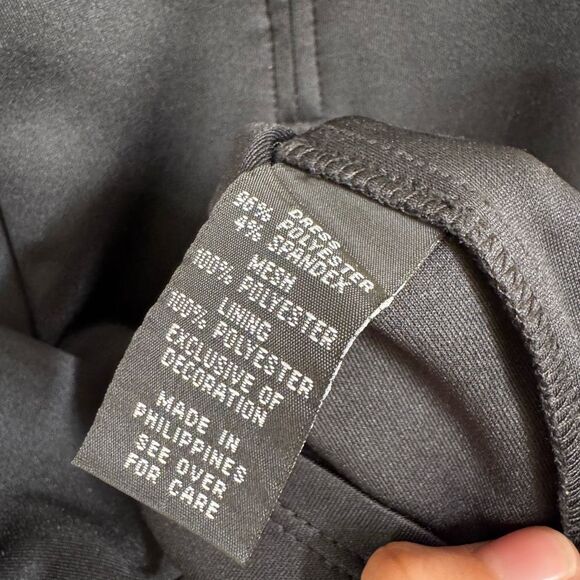 DRESS
96% POLYESTER
4% SPANDEX
MESH
100% POLYESTER
LINING
100% POLYESTER
EXCLUSIVE OF
DECORATION
MADE IN
PHILIPPINES
SEE OVER
FOR CARE